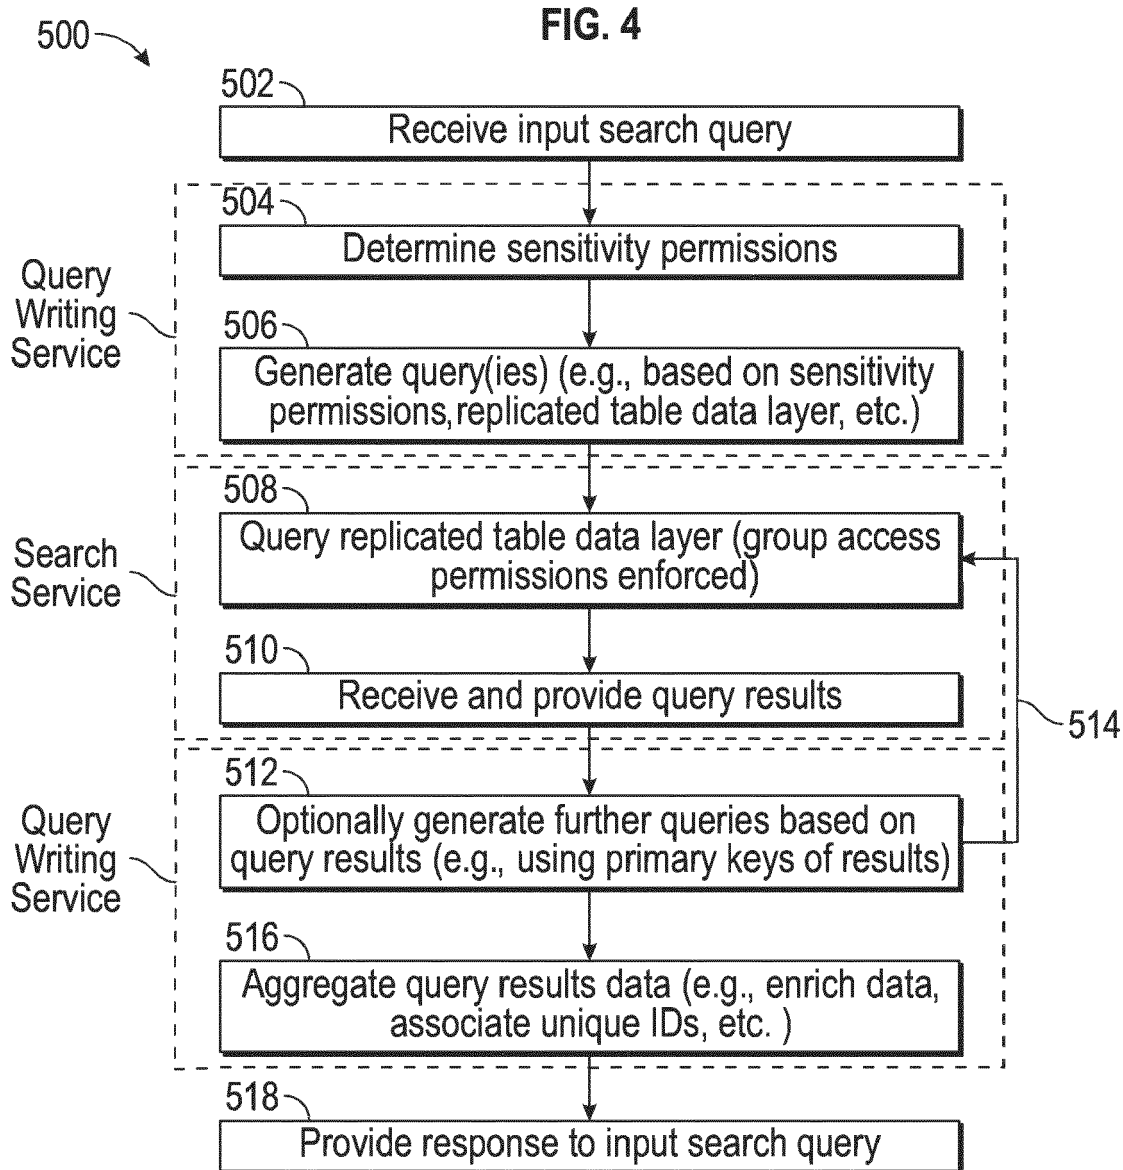 FIG. 4
500
502
Receive input search query
504
Determine sensitivity permissions
Query
Writing
Service
506
Generate query(ies) (e.g., based on sensitivity
permissions, replicated table data layer, etc.)
508
Query replicated table data layer (group access
permissions enforced)
Search
Service
510
Receive and provide query results
514
512
Optionally generate further queries based on
query results (e.g., using primary keys of results)
Query
Writing
Service
516
Aggregate query results data (e.g., enrich data,
associate unique IDs, etc. )
518
Provide response to input search query